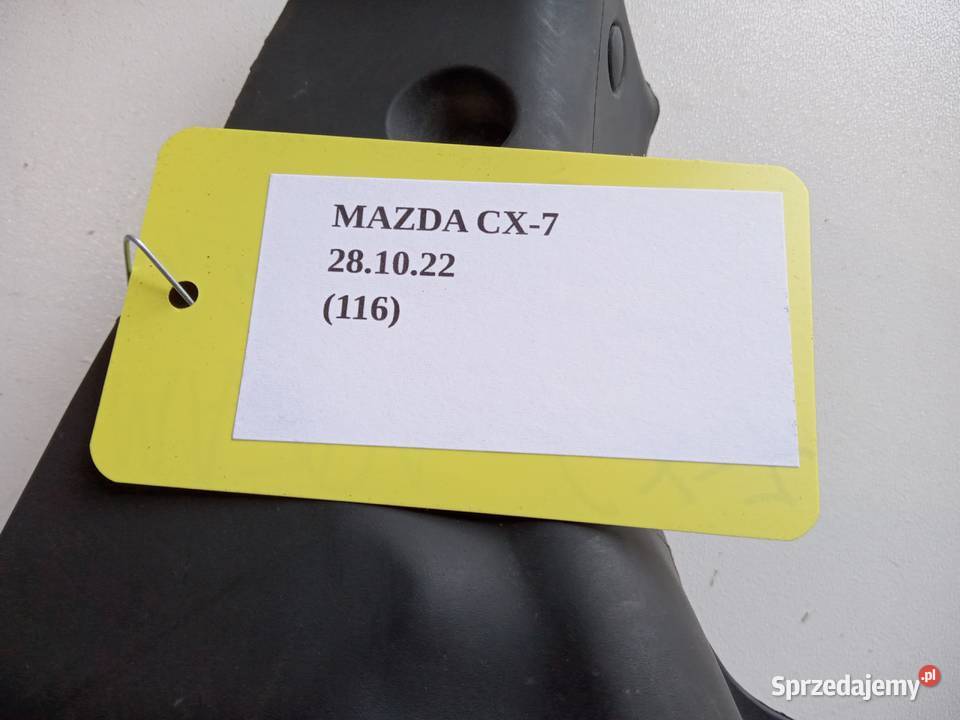 MAZDA CX-7
28.10.22
(116)
Sprzedajemy.pl